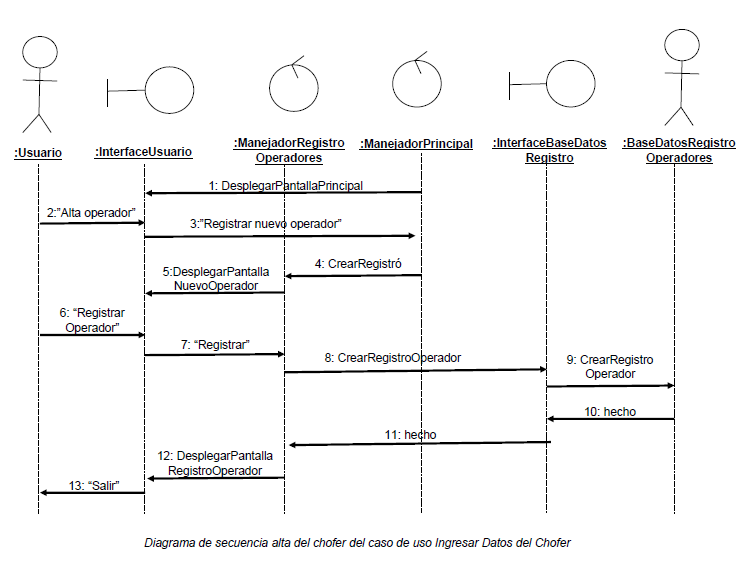 :Usuario
:InterfaceUsuario
:ManejadorRegistro
Operadores
:ManejadorPrincipal
:InterfaceBaseDatos
Registro
:BaseDatosRegistro
Operadores
1: DesplegarPantallaPrincipal
2:”Alta operador”
3:”Registrar nuevo operador”
4: CrearRegistró
5:DesplegarPantalla
NuevoOperador
6: “Registrar
Operador”
7: “Registrar”
8: CrearRegistroOperador
9: CrearRegistro
Operador
10: hecho
11: hecho
12: DesplegarPantalla
RegistroOperador
13: “Salir”
Diagrama de secuencia alta del chofer del caso de uso Ingresar Datos del Chofer